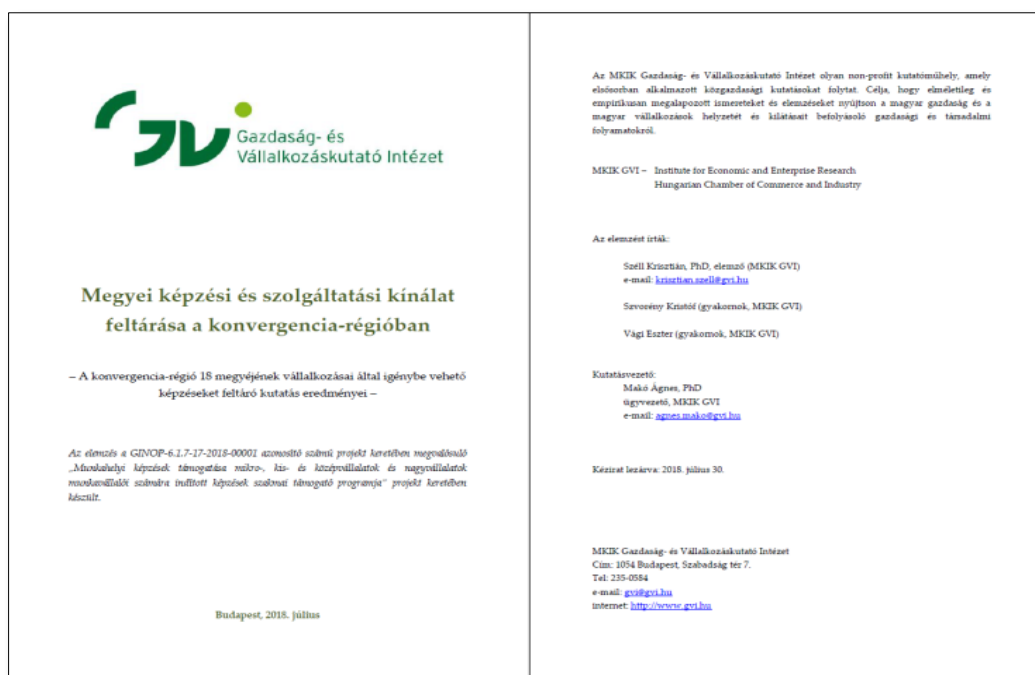 Gazdaság- és
Vállalkozáskutató Intézet
Megyei képzési és szolgáltatási kínálat
feltárása a konvergencia-régióban
– A konvergencia-régió 18 megyéjének vállalkozásai által igénybe vehető
képzéseket feltáró kutatás eredményei –
Az elemzés a GINOP-6.1.7-17-2018-00001 azonosító számú projekt keretében megvalósuló
„Munkahelyi képzések támogatása mikro-, kis- és középvállalatok és nagyvállalatok
munkavállalói számára indított képzések szakmai támogató programja” projekt keretében
készült.
Budapest, 2018. július
Az MKIK Gazdaság- és Vállalkozáskutató Intézet olyan non-profit kutatóműhely, amely
elsősorban alkalmazott közgazdasági kutatásokat folytat. Célja, hogy elméletileg és
empirikusan megalapozott ismereteket és elemzéseket nyújtson a magyar gazdaság és a
magyar vállalkozások helyzetét és kilátásait befolyásoló gazdasági és társadalmi
folyamatokról.
MKIK GVI – Institute for Economic and Enterprise Research
Hungarian Chamber of Commerce and Industry
Az elemzést írták:
Széll Krisztián, PhD, elemző (MKIK GVI)
e-mail: krisztian.szell@gvi.hu
Szvorény Kristóf (gyakornok, MKIK GVI)
Vági Eszter (gyakornok, MKIK GVI)
Kutatásvezető:
Makó Ágnes, PhD
ügyvezető, MKIK GVI
e-mail: agnes.mako@gvi.hu
Kézirat lezárva: 2018. július 30.
MKIK Gazdaság- és Vállalkozáskutató Intézet
Cím: 1054 Budapest, Szabadság tér 7.
Tel: 235-0584
e-mail: gvi@gvi.hu
internet: http://www.gvi.hu